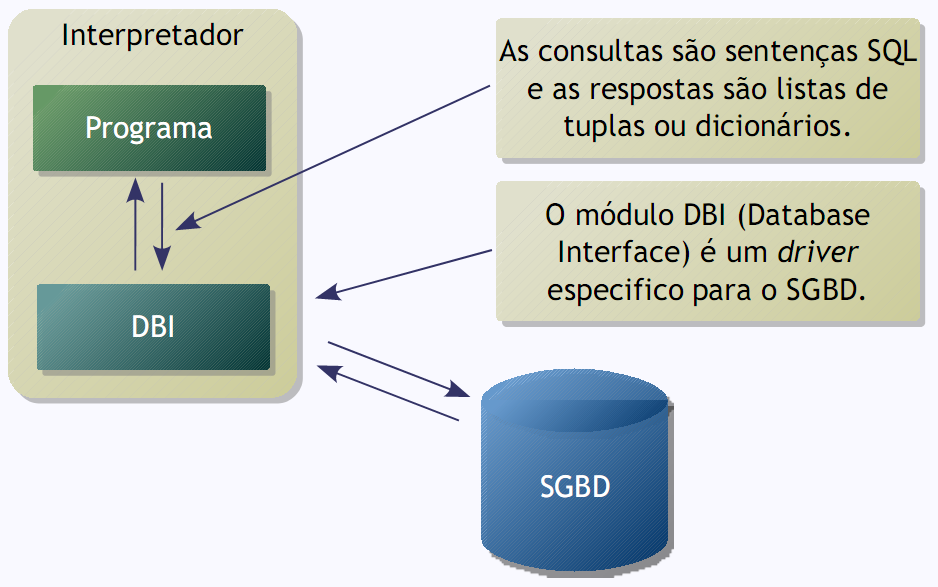 Interpretador
Programa
DBI
As consultas são sentenças SQL
e as respostas são listas de
tuplas ou dicionários.
O módulo DBI (Database
Interface) é um driver
especifico para o SGBD.
SGBD